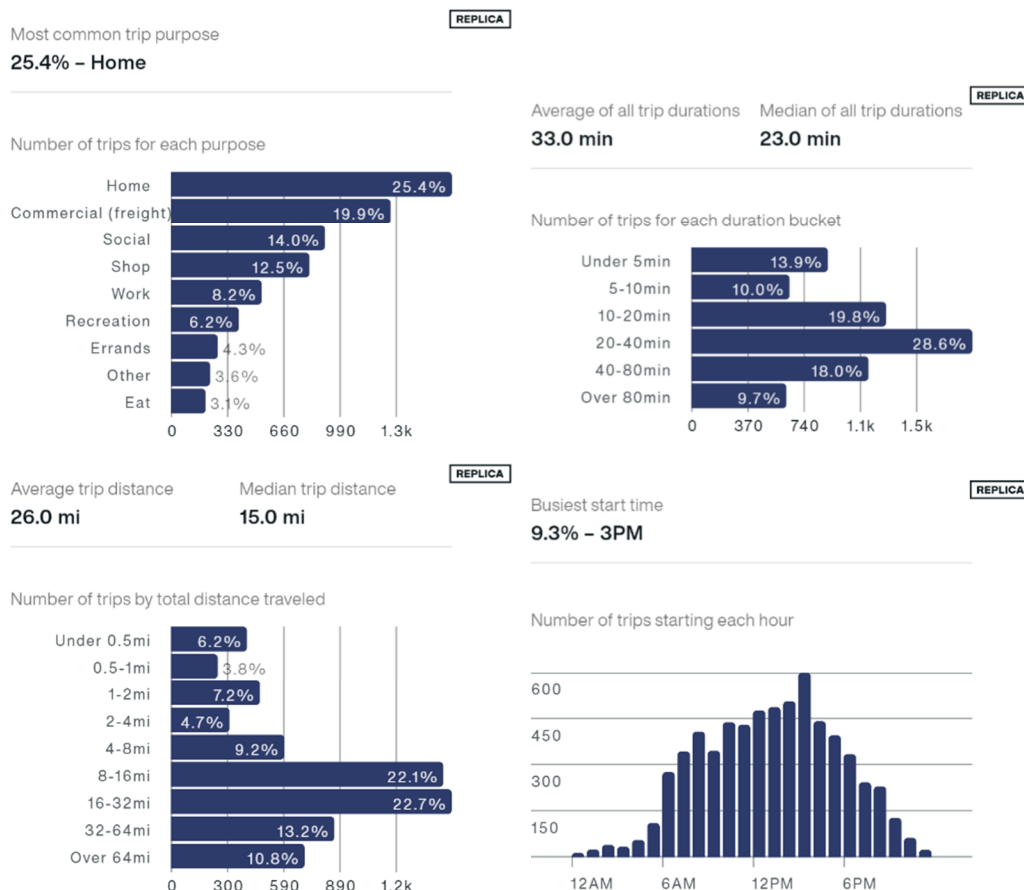 REPLICA
Most common trip purpose
25.4% – Home
Number of trips for each purpose
Home 25.4%
Commercial (freight) 19.9%
Social 14.0%
Shop 12.5%
Work 8.2%
Recreation 6.2%
Errands 4.3%
Other 3.6%
Eat 3.1%
0 330 660 990 1.3k
REPLICA
Average of all trip durations Median of all trip durations
33.0 min 23.0 min
Number of trips for each duration bucket
Under 5min 13.9%
5-10min 10.0%
10-20min 19.8%
20-40min 28.6%
40-80min 18.0%
Over 80min 9.7%
0 370 740 1.1k 1.5k
REPLICA
Average trip distance Median trip distance
26.0 mi 15.0 mi
Number of trips by total distance traveled
Under 0.5mi 6.2%
0.5-1mi 3.8%
1-2mi 7.2%
2-4mi 4.7%
4-8mi 9.2%
8-16mi 22.1%
16-32mi 22.7%
32-64mi 13.2%
Over 64mi 10.8%
0 300 590 890 1.2k
REPLICA
Busiest start time
9.3% – 3PM
Number of trips starting each hour
600
450
300
150
12AM 6AM 12PM 6PM